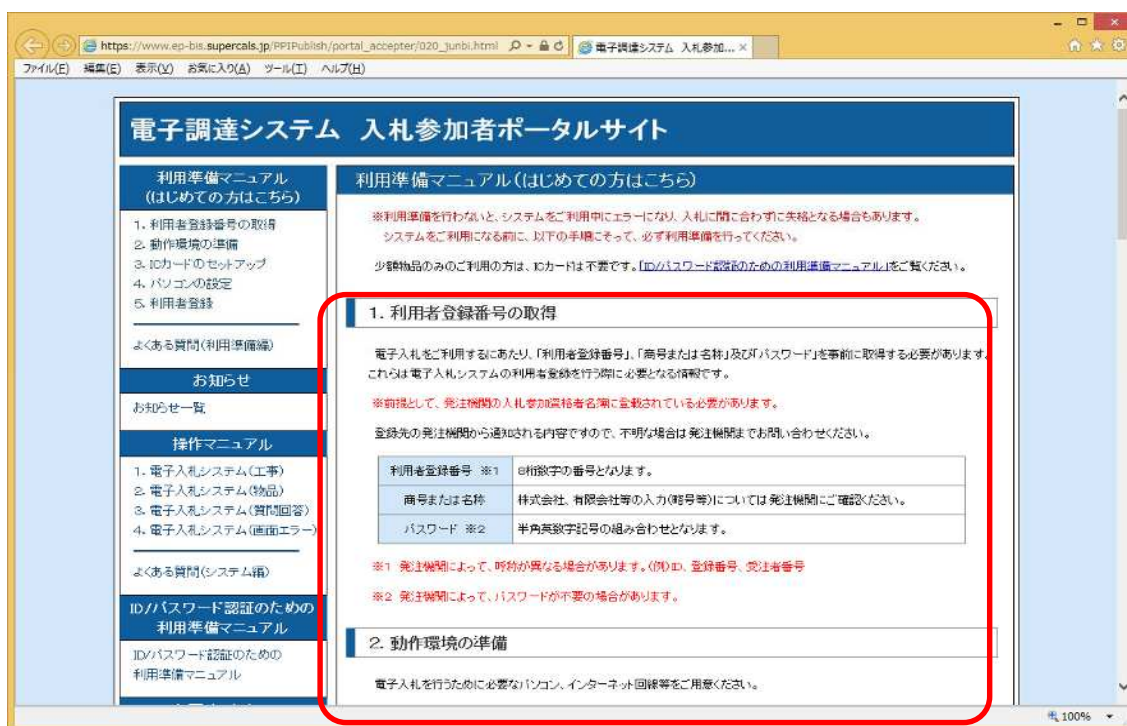 https://www.ep-bis.supercals.jp/PPIPublish/portal_accepter/020_junbi.html
電子調達システム 入札参加... ×
ファイル(F) 編集(E) 表示(V) お気に入り(A) ツール(T) ヘルプ(H)
電子調達システム 入札参加者ポータルサイト
利用準備マニュアル
(はじめての方はこちら)
1. 利用者登録番号の取得
2. 動作環境の準備
3. ICカードのセットアップ
4. パソコンの設定
5. 利用者登録
よくある質問(利用準備編)
お知らせ
お知らせ一覧
操作マニュアル
1. 電子入札システム(工事)
2. 電子入札システム(物品)
3. 電子入札システム(質問回答)
4. 電子入札システム(画面エラー)
よくある質問(システム編)
ID/パスワード認証のための
利用準備マニュアル
ID/パスワード認証のための
利用準備マニュアル
利用準備マニュアル(はじめての方はこちら)
※利用準備を行わないと、システムをご利用中にエラーになり、入札に間に合わずに失格となる場合もあります。
システムをご利用になる前に、以下の手順にそって、必ず利用準備を行ってください。
少額物品のみのご利用の方は、ICカードは不要です。「ID/パスワード認証のための利用準備マニュアル」をご覧ください。
1. 利用者登録番号の取得
電子入札をご利用するにあたり、「利用者登録番号」、「商号または名称」及び「パスワード」を事前に取得する必要があります。
これらは電子入札システムの利用者登録を行う際に必要となる情報です。
※前提として、発注機関の入札参加資格者名簿に登載されている必要があります。
登録先の発注機関から通知される内容ですので、不明な場合は発注機関までお問い合わせください。
利用者登録番号 ※1 8桁数字の番号となります。
商号または名称 株式会社、有限会社等の入力(略号等)については発注機関にご確認ください。
パスワード ※2 半角英数字記号の組み合わせとなります。
※1 発注機関によって、呼称が異なる場合があります。(例)ID、登録番号、受注者番号
※2 発注機関によって、パスワードが不要の場合があります。
2. 動作環境の準備
電子入札を行うために必要なパソコン、インターネット回線等をご用意ください。
100%